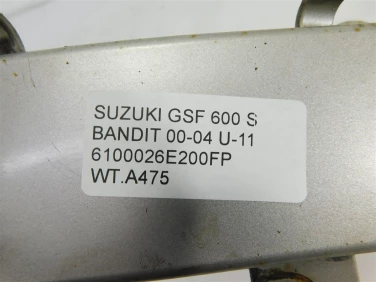 SUZUKI GSF 600 S
BANDIT 00-04 U-11
6100026E200FP
WT.A475